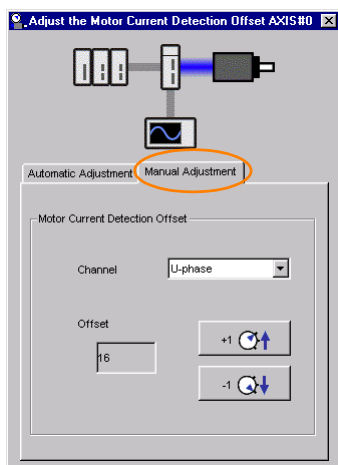 Adjust the Motor Current Detection Offset AXIS#0
Automatic Adjustment Manual Adjustment
Motor Current Detection Offset
Channel U-phase
Offset
16
+1
-1